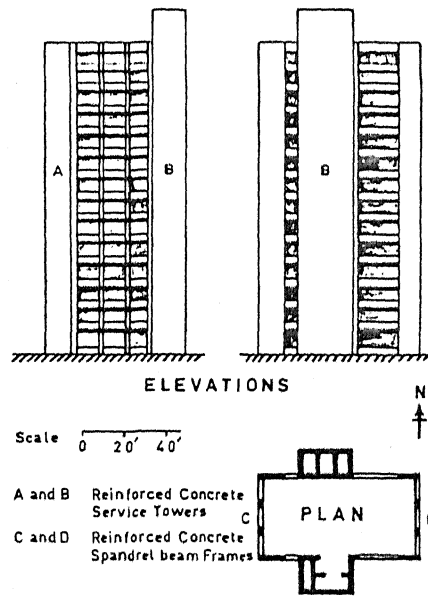 A
B
B
ELEVATIONS
N
Scale
0 20' 40'
A and B Reinforced Concrete
Service Towers
C and D Reinforced Concrete
Spandrel beam Frames
C
PLAN